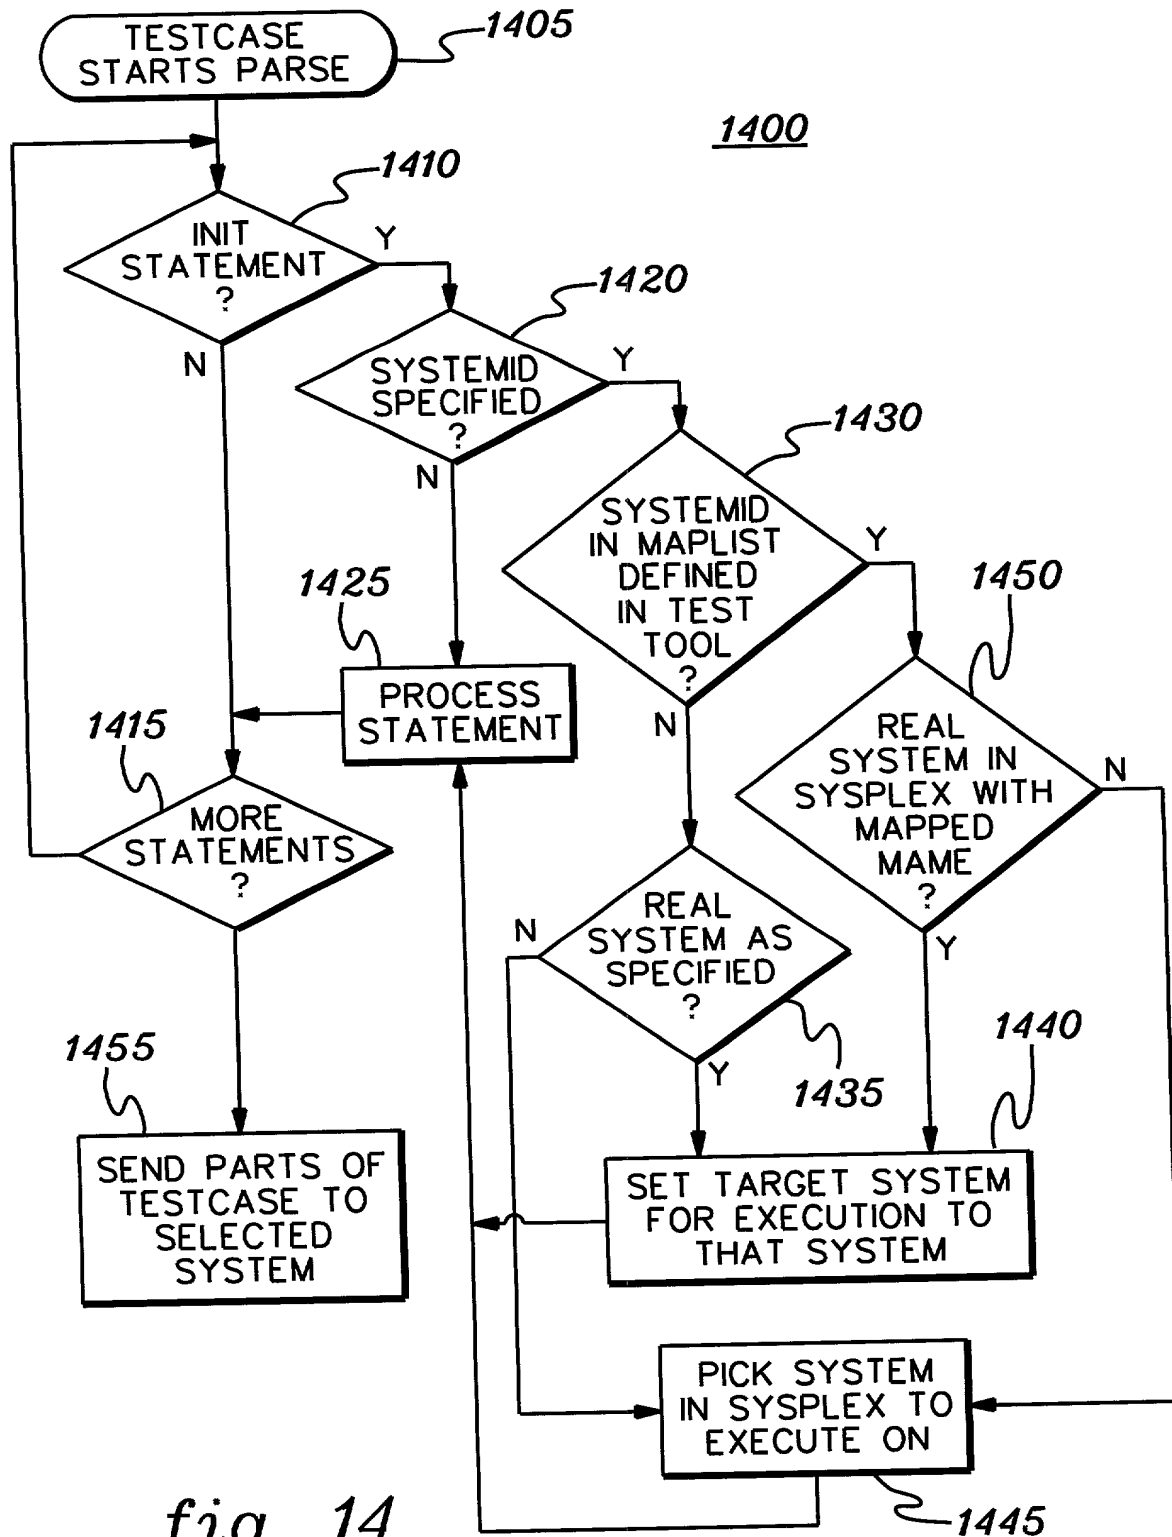 TESTCASE
STARTS PARSE
1405
1400
INIT
STATEMENT
?
1410
Y
N
SYSTEMID
SPECIFIED
?
1420
Y
N
SYSTEMID
IN MAPLIST
DEFINED
IN TEST
TOOL
?
1430
Y
N
1425
PROCESS
STATEMENT
1450
REAL
SYSTEM IN
SYSPLEX WITH
MAPPED
MAME
?
N
Y
1415
MORE
STATEMENTS
?
N
REAL
SYSTEM AS
SPECIFIED
?
Y
1435
1440
SET TARGET SYSTEM
FOR EXECUTION TO
THAT SYSTEM
1455
SEND PARTS OF
TESTCASE TO
SELECTED
SYSTEM
PICK SYSTEM
IN SYSPLEX TO
EXECUTE ON
1445
fig. 14